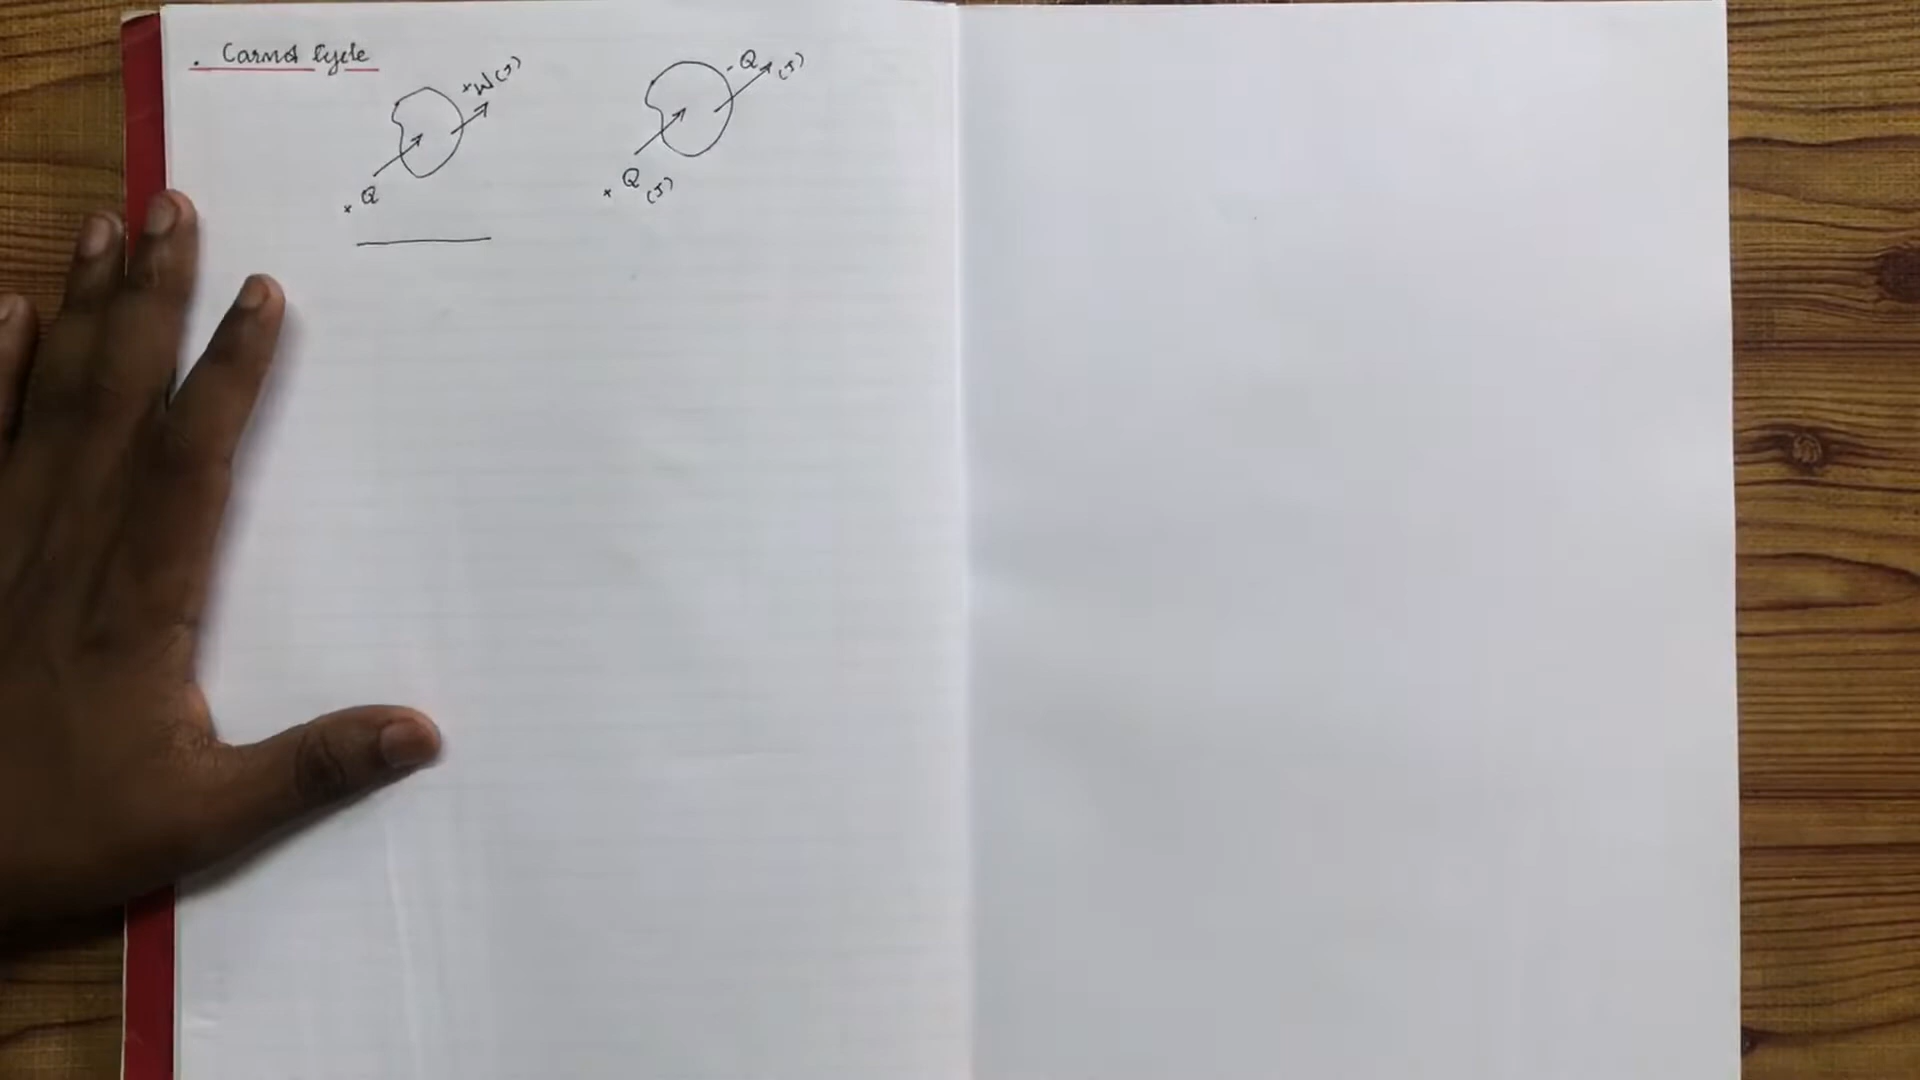 . Carnot Cycle
+W(J)
+Q
-Q (J)
+Q (J)